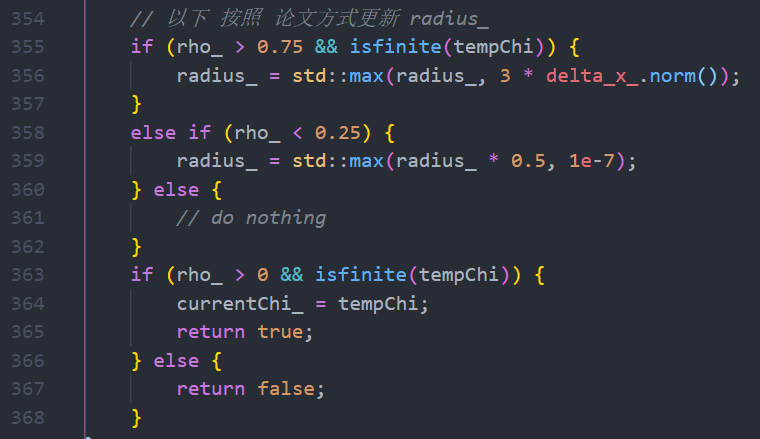 354 // 以下 按照 论文方式更新 radius_
355 if (rho_ > 0.75 && isfinite(tempChi)) {
356 radius_ = std::max(radius_, 3 * delta_x_.norm());
357 }
358 else if (rho_ < 0.25) {
359 radius_ = std::max(radius_ * 0.5, 1e-7);
360 } else {
361 // do nothing
362 }
363 if (rho_ > 0 && isfinite(tempChi)) {
364 currentChi_ = tempChi;
365 return true;
366 } else {
367 return false;
368 }